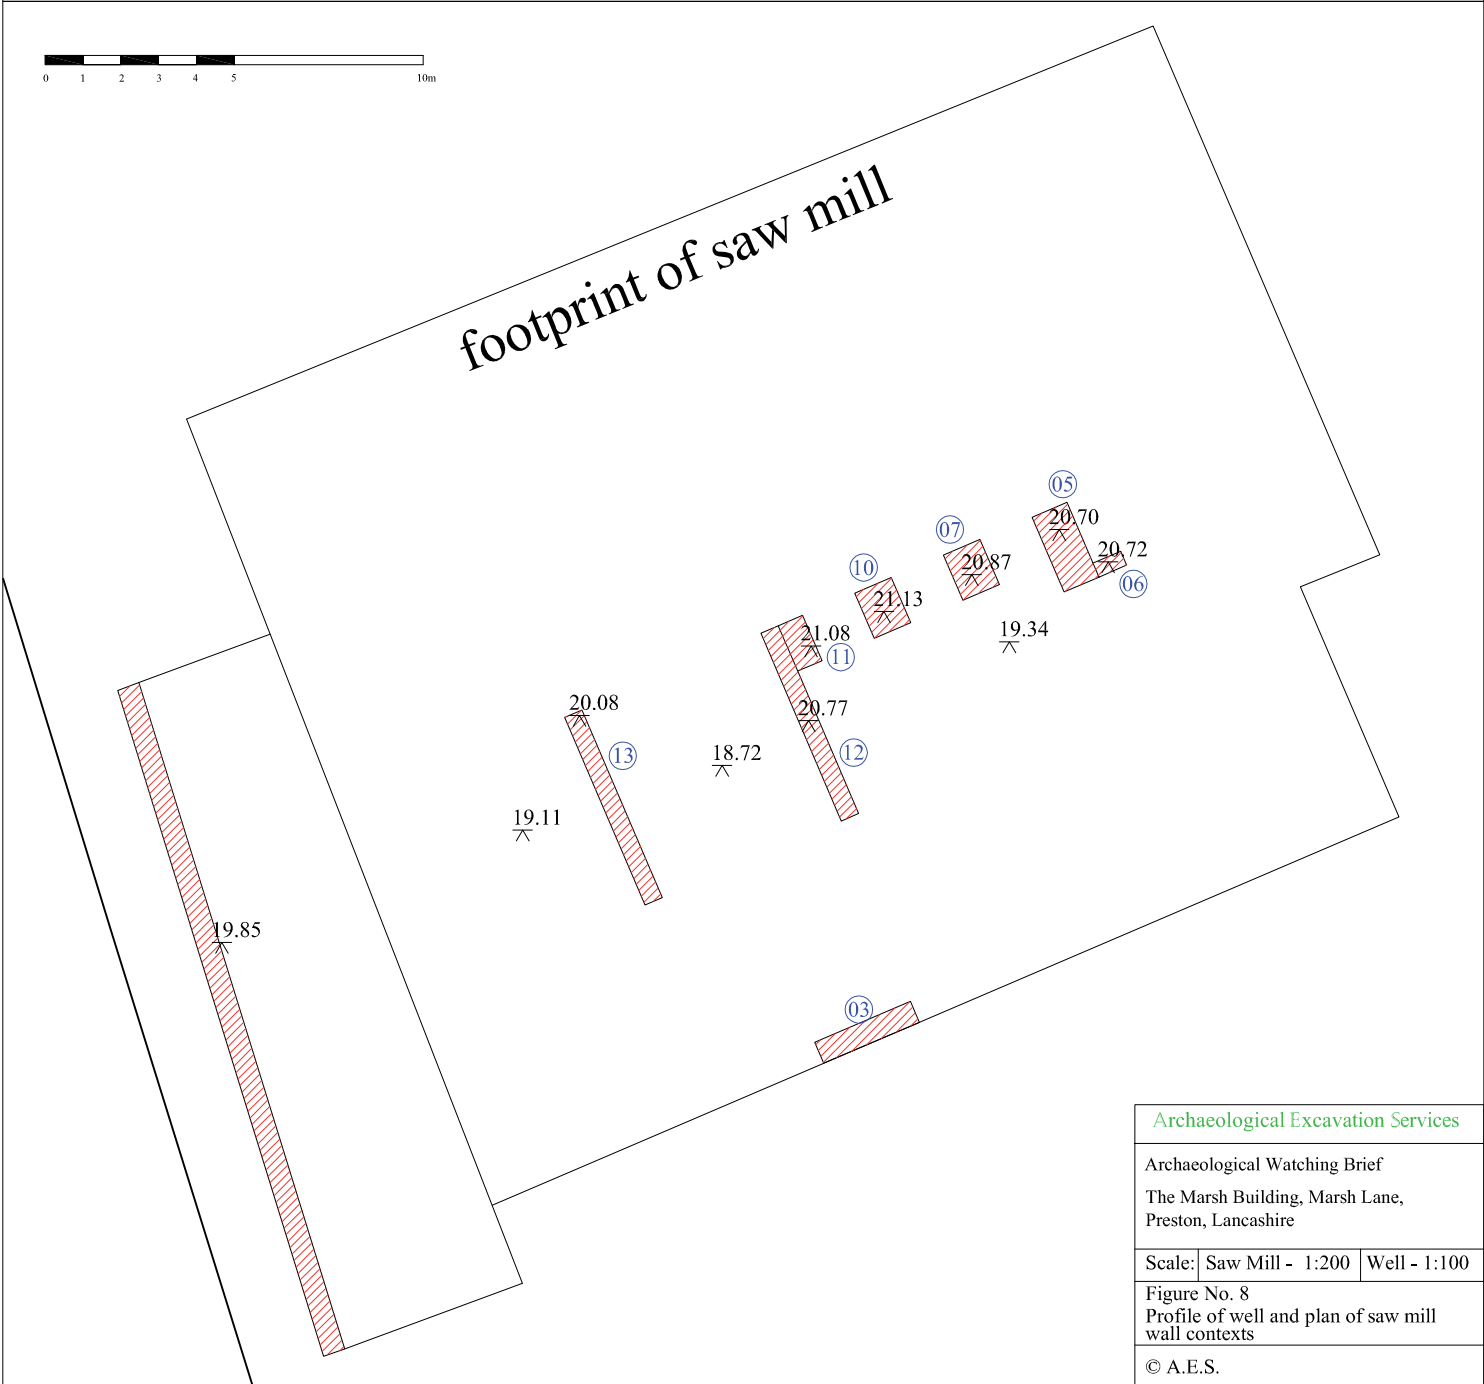 0 1 2 3 4 5 10m
footprint of saw mill
05
20.70
07
20.72
20.87
10
06
21.13
19.34
21.08
11
20.08
20.77
13
12
18.72
19.11
19.85
03
Archaeological Excavation Services
Archaeological Watching Brief
The Marsh Building, Marsh Lane,
Preston, Lancashire
Scale: Saw Mill - 1:200 Well - 1:100
Figure No. 8
Profile of well and plan of saw mill
wall contexts
© A.E.S.